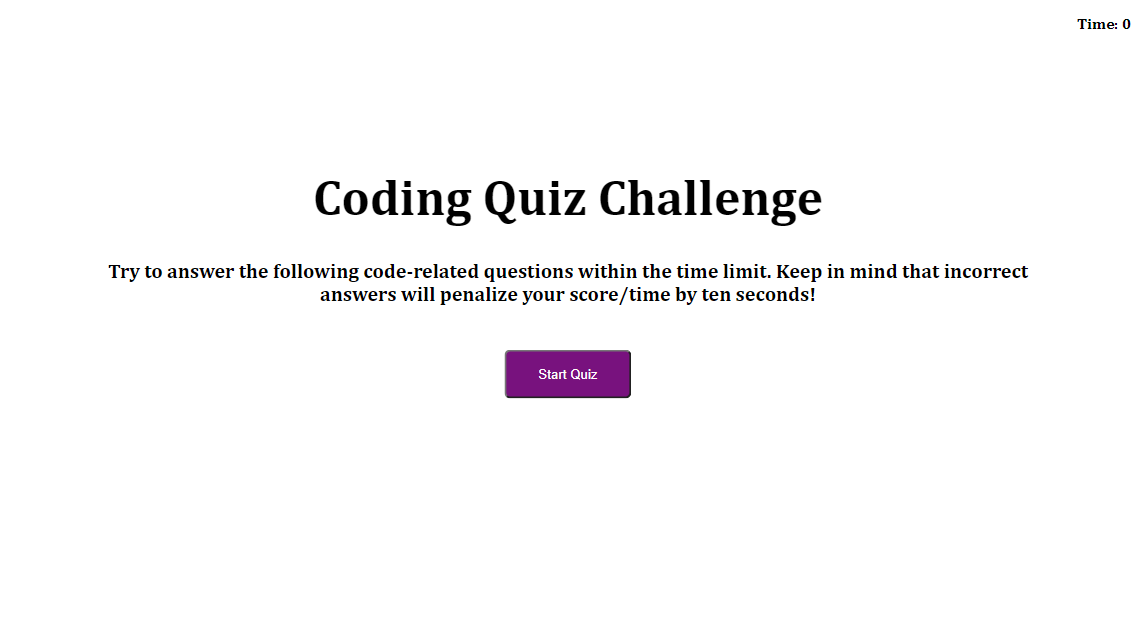 Time: 0
Coding Quiz Challenge
Try to answer the following code-related questions within the time limit. Keep in mind that incorrect
answers will penalize your score/time by ten seconds!
Start Quiz